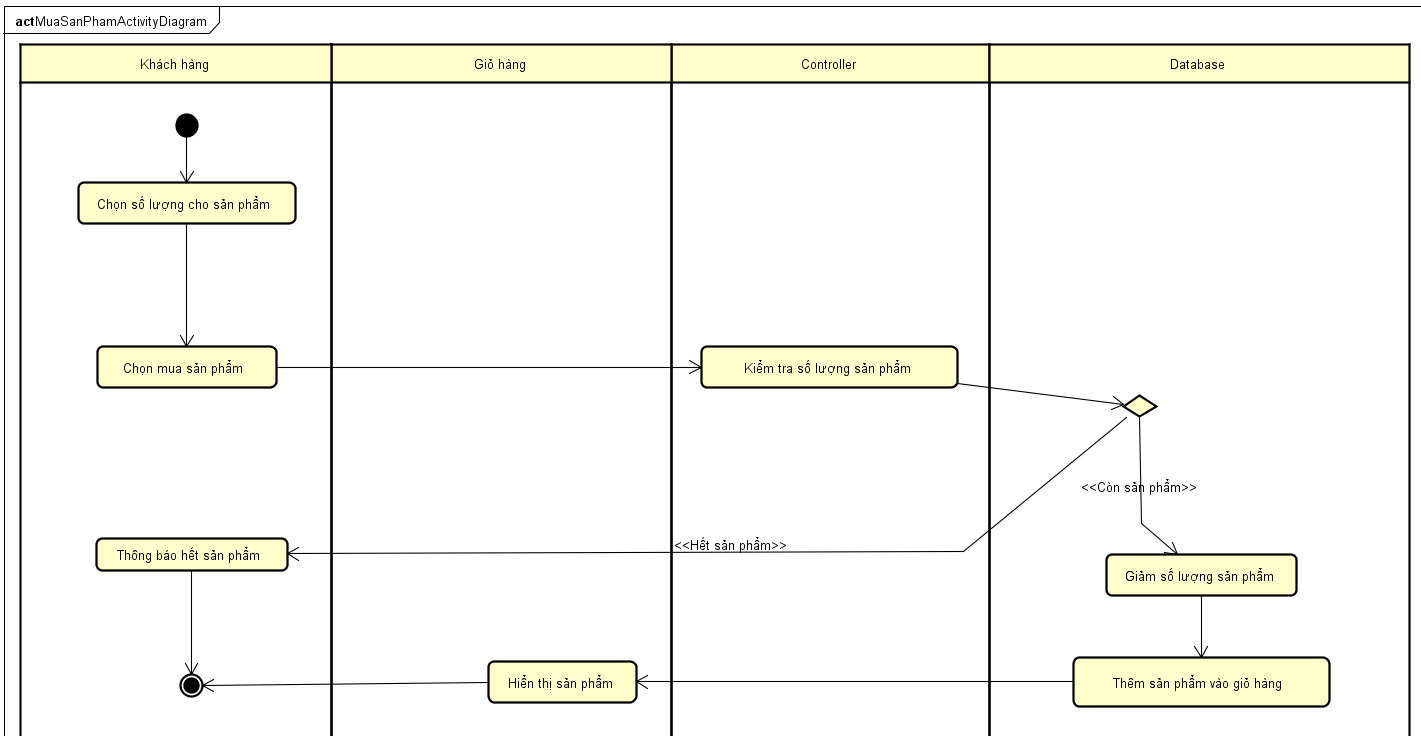 actMuaSanPhamActivityDiagram
Khách hàng
Giỏ hàng
Controller
Database
Chọn số lượng cho sản phẩm
Chọn mua sản phẩm
Kiểm tra số lượng sản phẩm
<<Còn sản phẩm>>
<<Hết sản phẩm>>
Thông báo hết sản phẩm
Giảm số lượng sản phẩm
Hiển thị sản phẩm
Thêm sản phẩm vào giỏ hàng